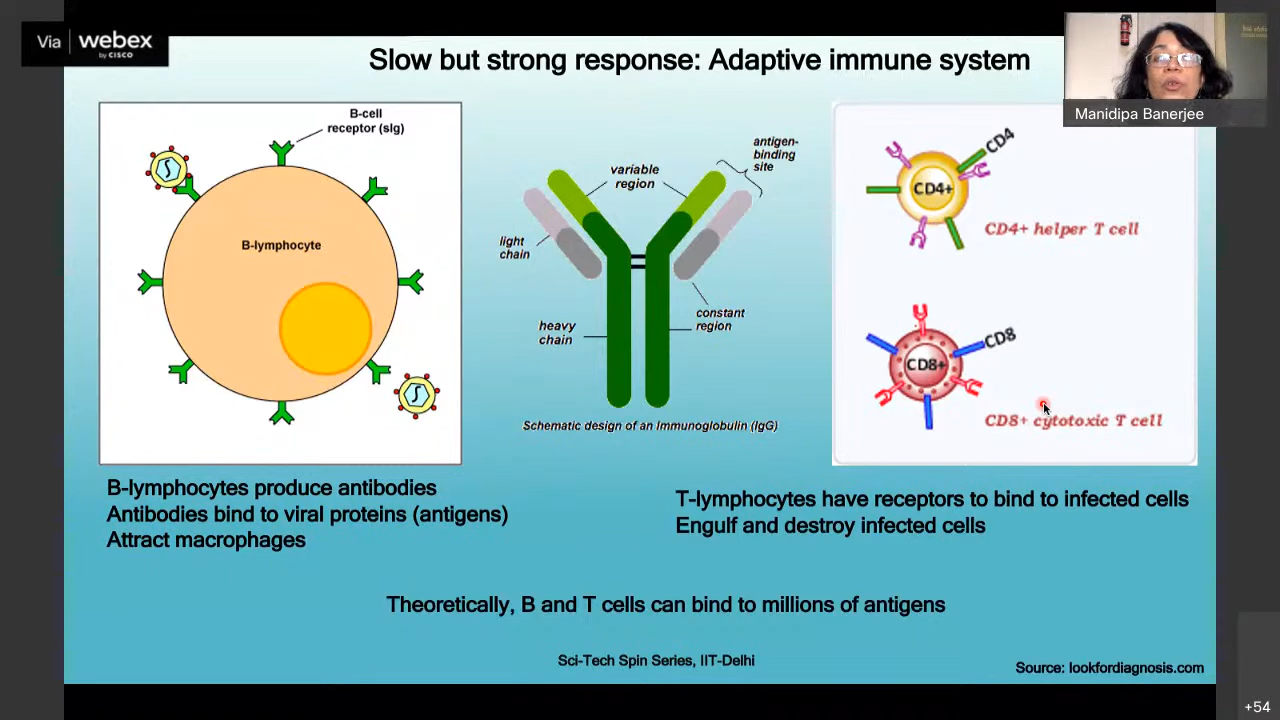 Via webex
by CISCO
Slow but strong response: Adaptive immune system
Manidipa Banerjee
B-cell
receptor (sIg)
B-lymphocyte
variable
region
antigen-
binding
site
light
chain
heavy
chain
constant
region
Schematic design of an Immunoglobulin (IgG)
CD4
CD4+
CD4+ helper T cell
CD8
CD8+
CD8+ cytotoxic T cell
B-lymphocytes produce antibodies
Antibodies bind to viral proteins (antigens)
Attract macrophages
T-lymphocytes have receptors to bind to infected cells
Engulf and destroy infected cells
Theoretically, B and T cells can bind to millions of antigens
Sci-Tech Spin Series, IIT-Delhi
Source: lookfordiagnosis.com
+54